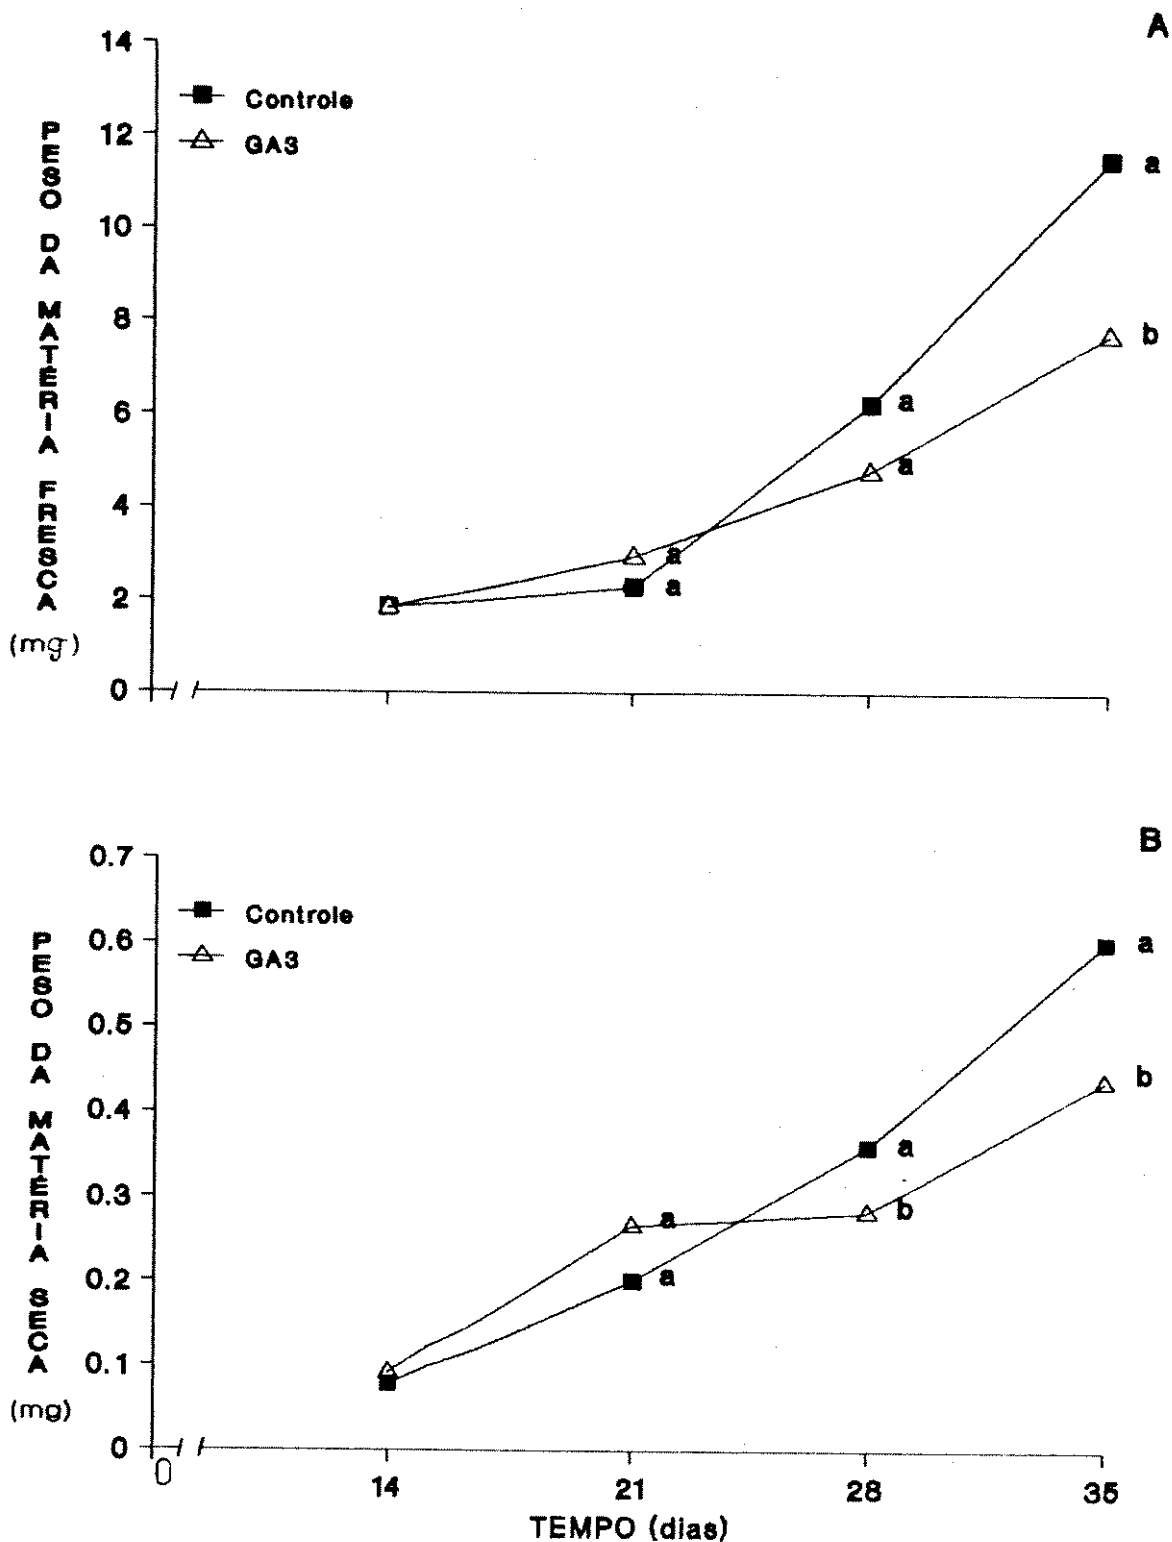 A
14
12
10
8
6
4
2
0
PESO DA MATERIA FRESCA
(mg)
Controle
GA3
a
b
a
a
a
a
B
0.7
0.6
0.5
0.4
0.3
0.2
0.1
0
PESO DA MATERIA SECA
(mg)
Controle
GA3
a
b
a
b
a
a
0
14
21
28
35
TEMPO (dias)